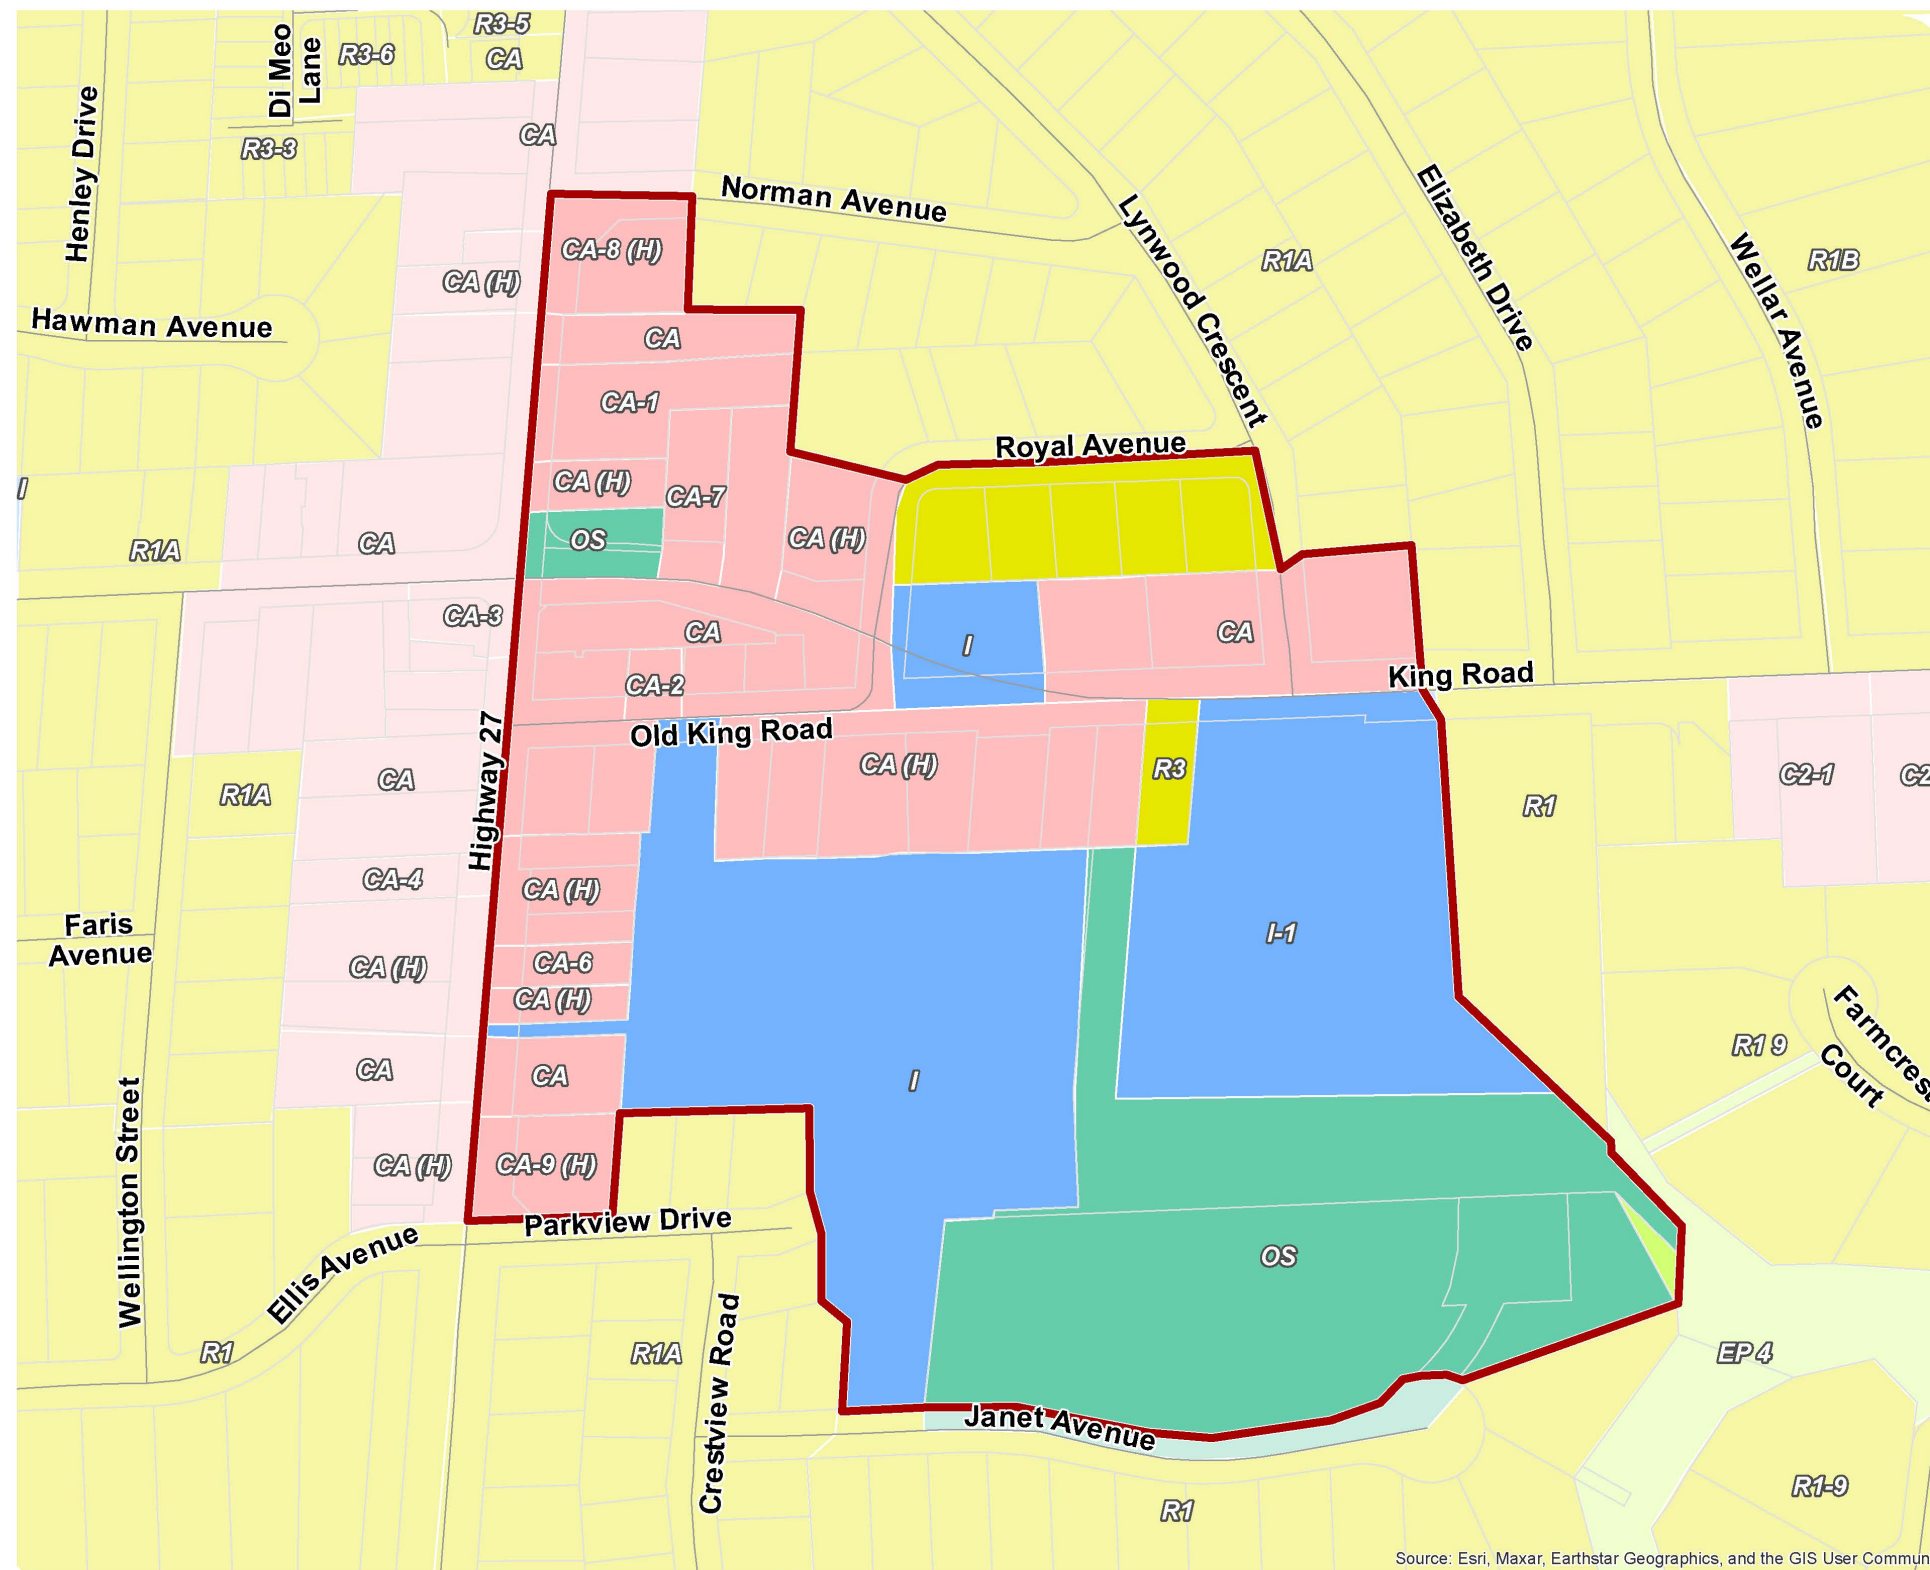 R3-5
Di Meo
Lane
R3-6
CA
Henley Drive
R3-3
CA
Norman Avenue
Lynwood Crescent
Elizabeth Drive
Wellar Avenue
CA-8 (H)
R1A
R1B
CA (H)
Hawman Avenue
CA
CA-1
Royal Avenue
CA (H)
CA-7
I
OS
CA (H)
R1A
CA
CA-3
CA
I
CA
CA-2
King Road
Old King Road
Highway 27
CA (H)
R3
C2-1
C2
CA
R1A
R1
CA-4
CA (H)
Faris
Avenue
I-1
CA (H)
CA-6
CA (H)
Farmcrest
Court
R1 9
CA
CA
I
Wellington Street
CA (H)
CA-9 (H)
Parkview Drive
Ellis Avenue
OS
R1
R1A
Crestview Road
EP 4
Janet Avenue
R1
R1-9
Source: Esri, Maxar, Earthstar Geographics, and the GIS User Commun